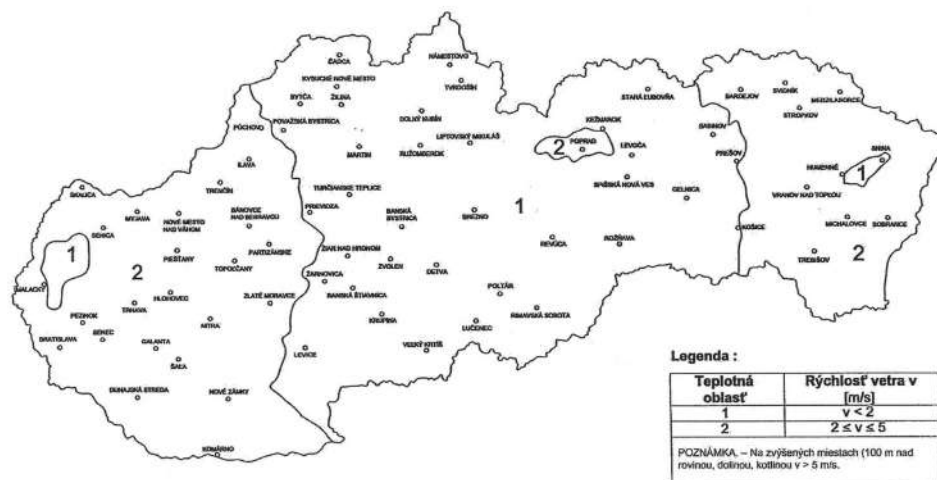 ČADCA
NÁMESTOVO
KYSUCKÉ NOVÉ MESTO
TVRDOŠÍN
SVIDNÍK
BYTČA
ŽILINA
STARÁ ĽUBOVŇA
BARDEJOV
MEDZILABORCE
STROPKOV
DOLNÝ KUBÍN
PÚCHOV
POVAŽSKÁ BYSTRICA
KEŽMAROK
SABINOV
LIPTOVSKÝ MIKULÁŠ
MARTIN
RUŽOMBEROK
2
POPRAD
LEVOČA
PREŠOV
SNINA
ILAVA
HUMENNÉ
1
TRENČÍN
SPIŠSKÁ NOVÁ VES
SKALICA
TURČIANSKE TEPLICE
GELNICA
VRANOV NAD TOPĽOU
PRIEVIDZA
MYJAVA
NOVÉ MESTO
NAD VÁHOM
BÁNOVCE
NAD BEBRAVOU
BANSKÁ
BYSTRICA
BREZNO
1
MICHALOVCE
SOBRANCE
SENICA
KOŠICE
1
PIEŠŤANY
PARTIZÁNSKE
REVÚCA
ROŽŇAVA
2
TOPOĽČANY
ŽIAR NAD HRONOM
ZVOLEN
DETVA
TREBIŠOV
2
MALACKY
ŽARNOVICA
BANSKÁ ŠTIAVNICA
POLTÁR
TRNAVA
HLOHOVEC
ZLATÉ MORAVCE
KRUPINA
RIMAVSKÁ SOBOTA
PEZINOK
NITRA
LUČENEC
SENEC
BRATISLAVA
GALANTA
LEVICE
VEĽKÝ KRTÍŠ
ŠAĽA
DUNAJSKÁ STREDA
NOVÉ ZÁMKY
KOMÁRNO
Legenda :
Teplotná
oblasť
Rýchlosť vetra v
[m/s]
1
v < 2
2
2 ≤ v ≤ 5
POZNÁMKA. – Na zvýšených miestach (100 m nad
rovinou, dolinou, kotlinou v > 5 m/s.